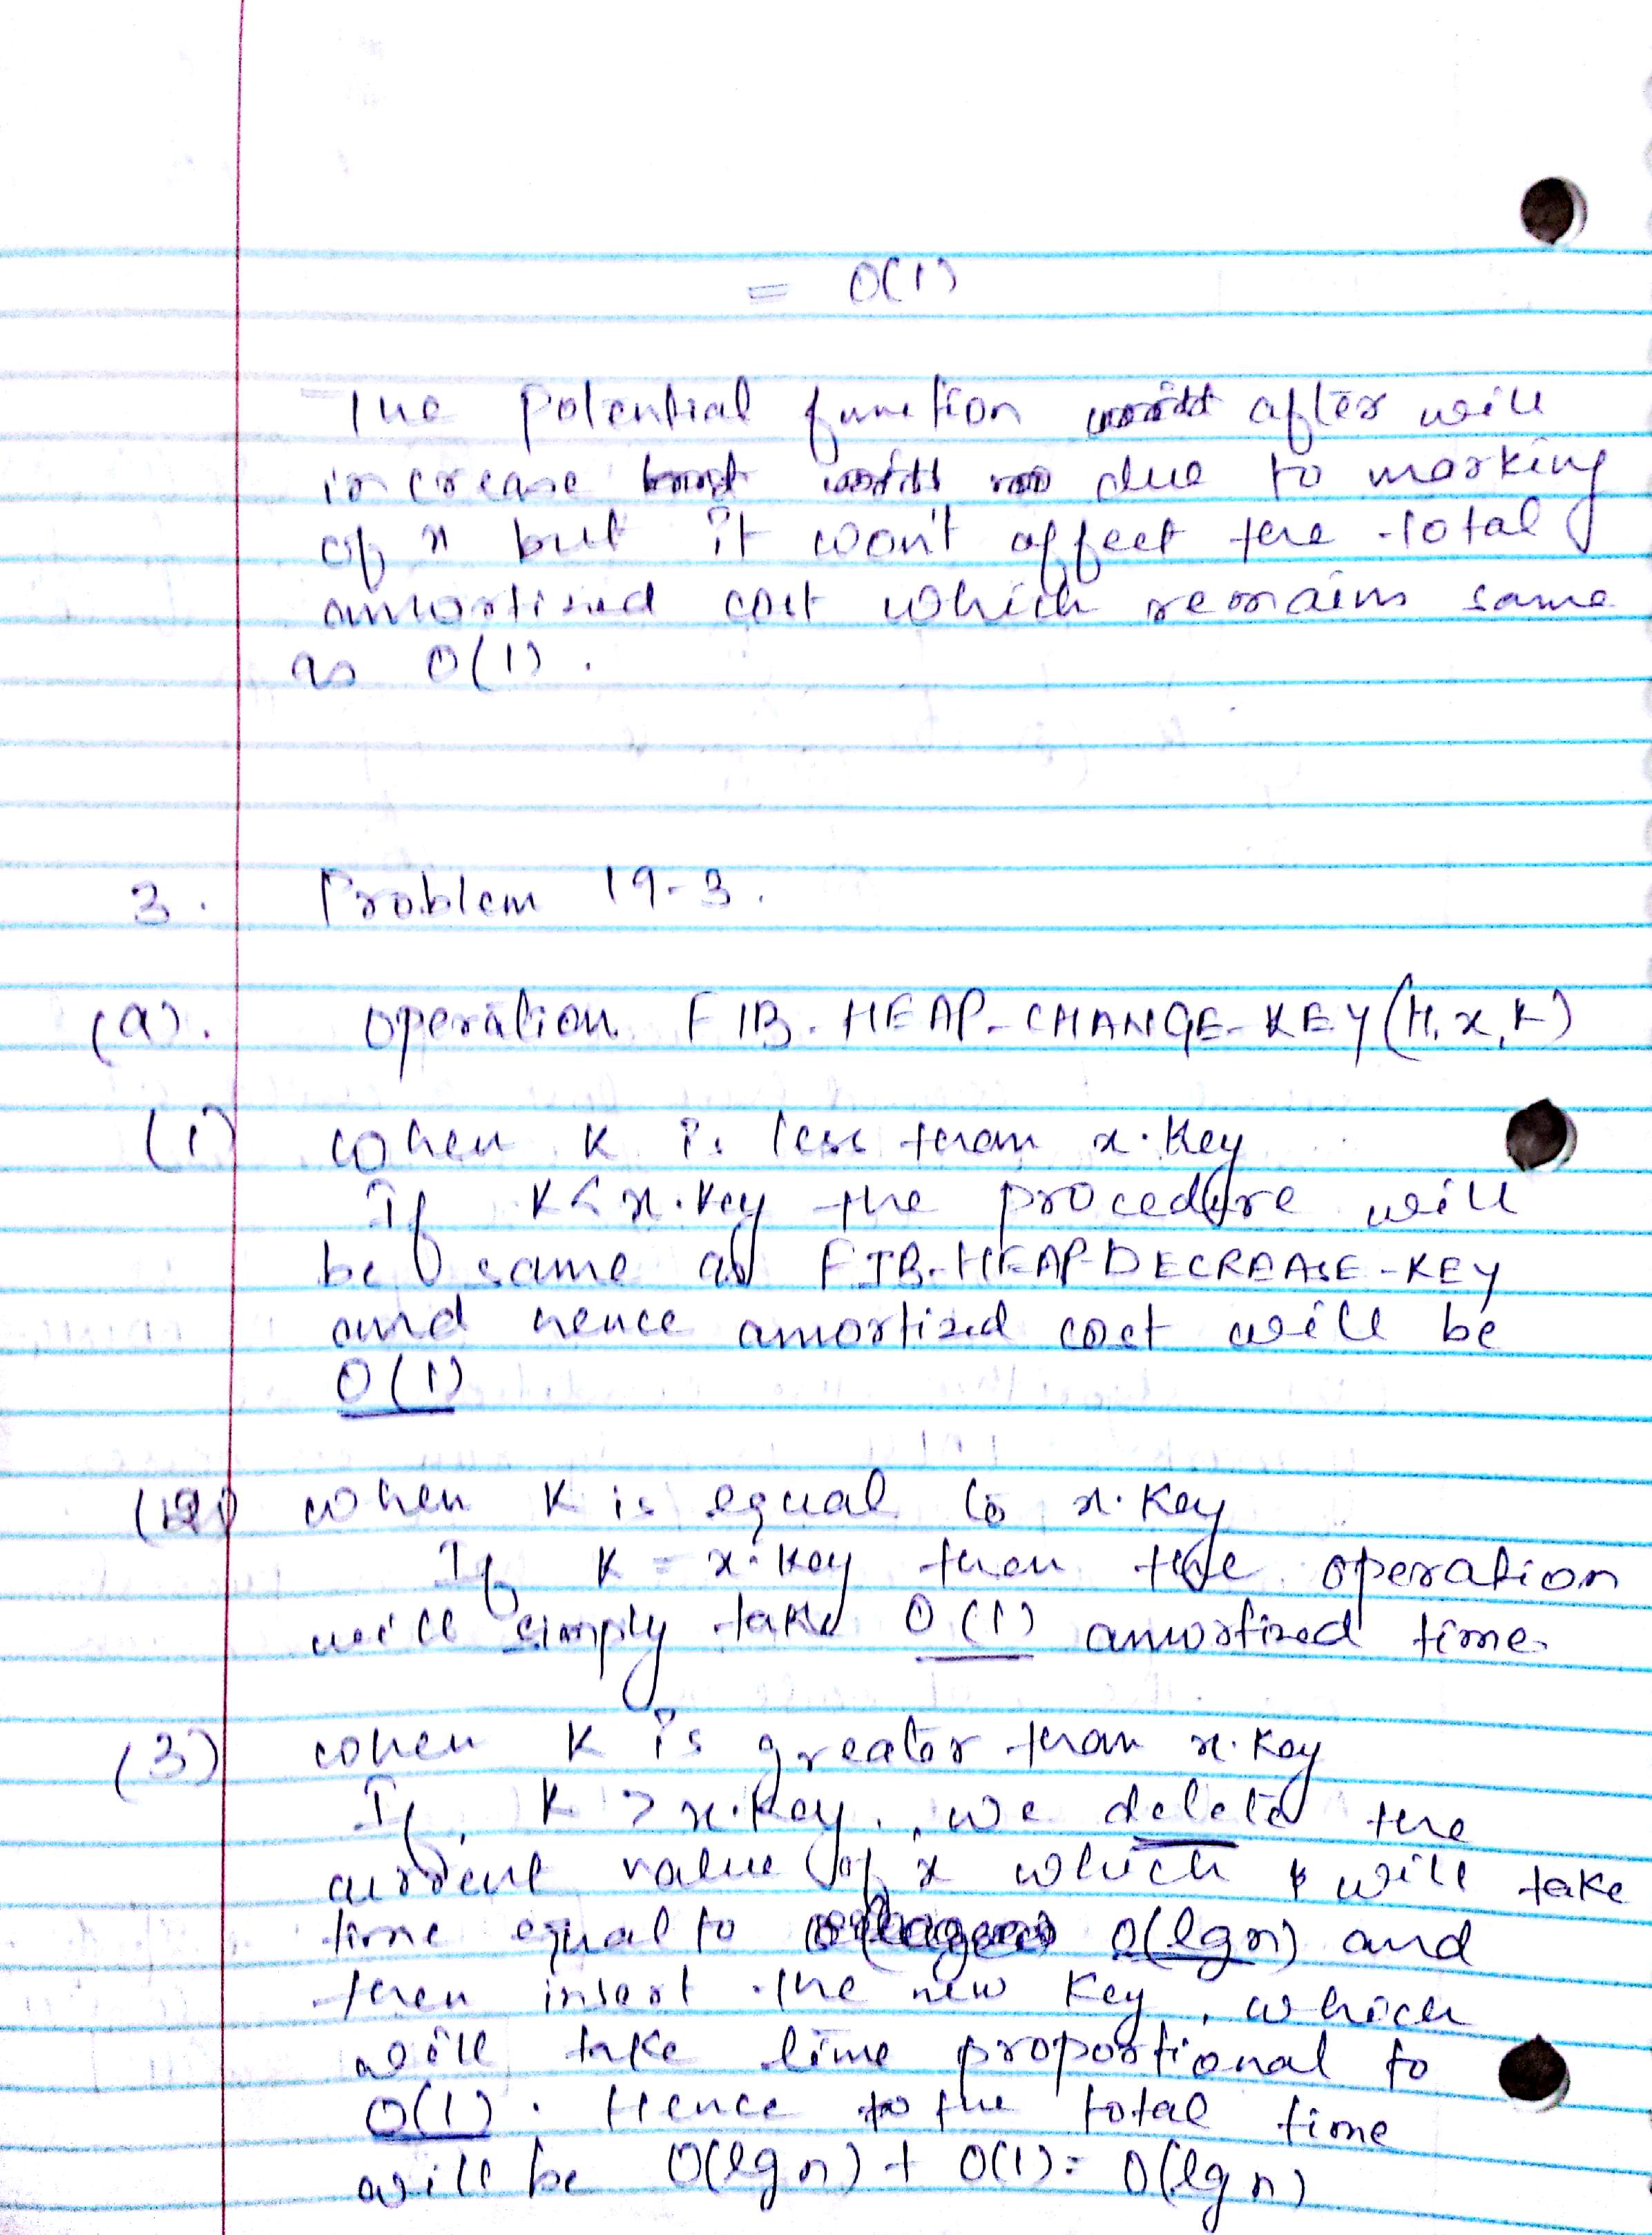 = O(1)
The potential function after will
increase due to marking
of x but it won't affect the total
amortized cost which remains same
as O(1).
3. Problem 19-3.
(a). Operation FIB-HEAP-CHANGE-KEY(H,x,K)
(1) when K is less than x.key
If K<x.key the procedure will
be same as FIB-HEAP-DECREASE-KEY
and hence amortized cost will be
O(1)
(2) when K is equal to x.key
If K = x.key then the operation
will simply take O(1) amortized time.
(3) when K is greater than x.key
If K > x.key, we delete the
current value of x which will take
time equal to O(lgn) and
then insert the new key, which
will take time proportional to
O(1). Hence the total time
will be O(lgn) + O(1) = O(lgn)